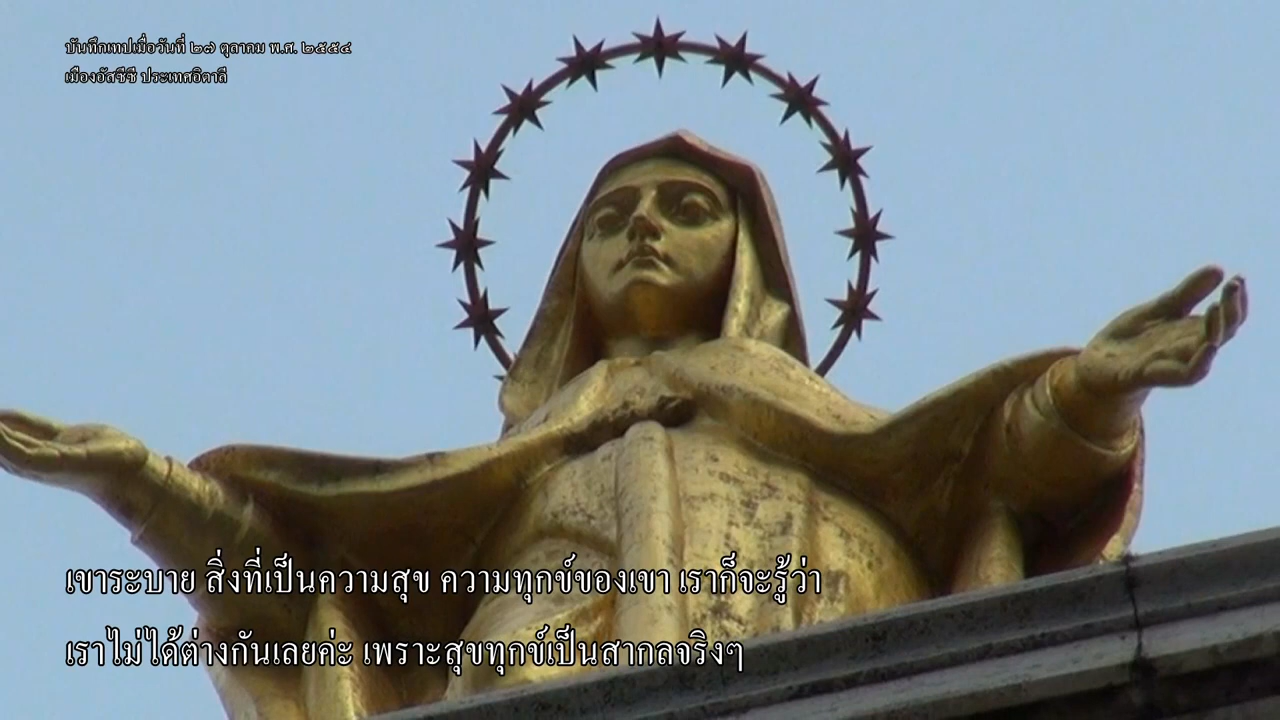 บันทึกเทปเมื่อวันที่ ๒๗ ตุลาคม พ.ศ. ๒๕๕๔
เมืองอัสซีซี ประเทศอิตาลี
เขาระบาย สิ่งที่เป็นความสุข ความทุกข์ของเขา เราก็จะรู้ว่า
เราไม่ได้ต่างกันเลยค่ะ เพราะสุขทุกข์เป็นสากลจริงๆ